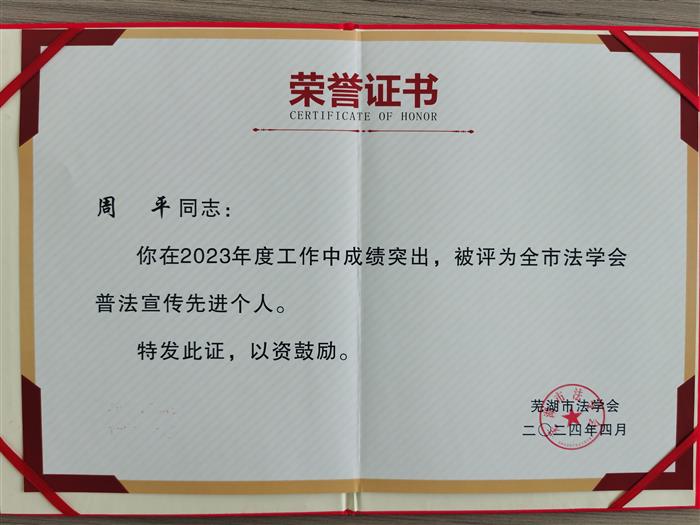 荣誉证书
CERTIFICATE OF HONOR
周 平同志：
你在2023年度工作中成绩突出，被评为全市法学会
普法宣传先进个人。
特发此证，以资鼓励。
芜湖市法学会
二〇二四年四月